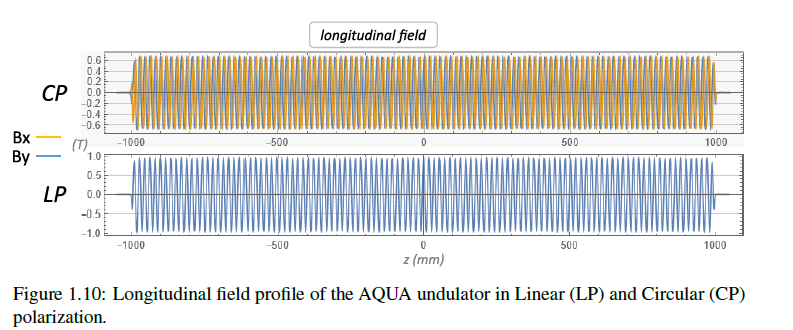 longitudinal field
CP
0.6
0.4
0.2
0.0
-0.2
-0.4
-0.6
-1000 -500 0 500 1000
Bx
By
(T)
LP
1.0
0.5
0.0
-0.5
-1.0
-1000 -500 0 500 1000
z (mm)
Figure 1.10: Longitudinal field profile of the AQUA undulator in Linear (LP) and Circular (CP)
polarization.